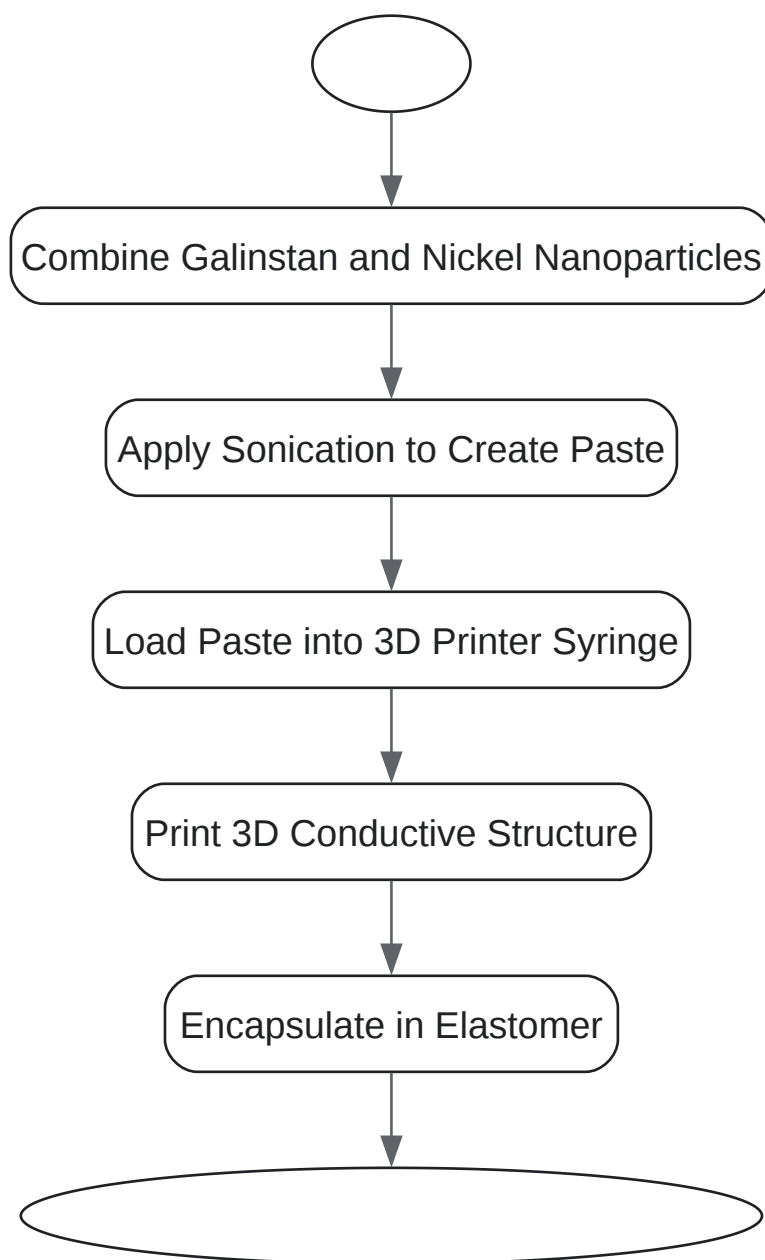 Combine Galinstan and Nickel Nanoparticles
Apply Sonication to Create Paste
Load Paste into 3D Printer Syringe
Print 3D Conductive Structure
Encapsulate in Elastomer